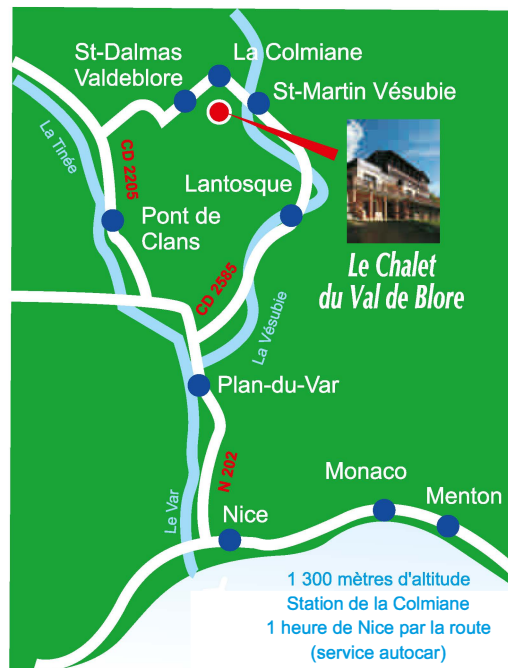 La Colmiane
St-Dalmas
Valdeblore
St-Martin Vésubie
La Tinée
CD 2205
Lantosque
Pont de
Clans
Le Chalet
du Val de Blore
CD 2585
La Vésubie
Plan-du-Var
N 202
Le Var
Nice
Monaco
Menton
1 300 mètres d'altitude
Station de la Colmiane
1 heure de Nice par la route
(service autocar)